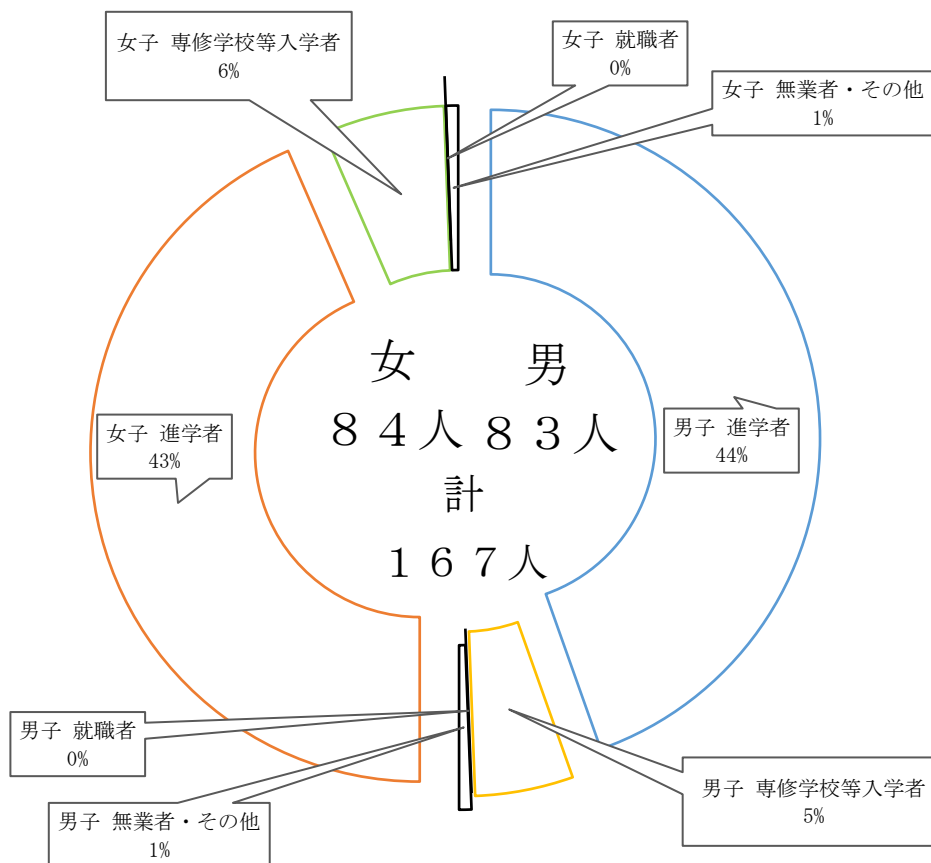 女子 専修学校等入学者
6%
女子 就職者
0%
女子 無業者・その他
1%
女 男
８４人 ８３人
計
１６７人
女子 進学者
43%
男子 進学者
44%
男子 就職者
0%
男子 無業者・その他
1%
男子 専修学校等入学者
5%